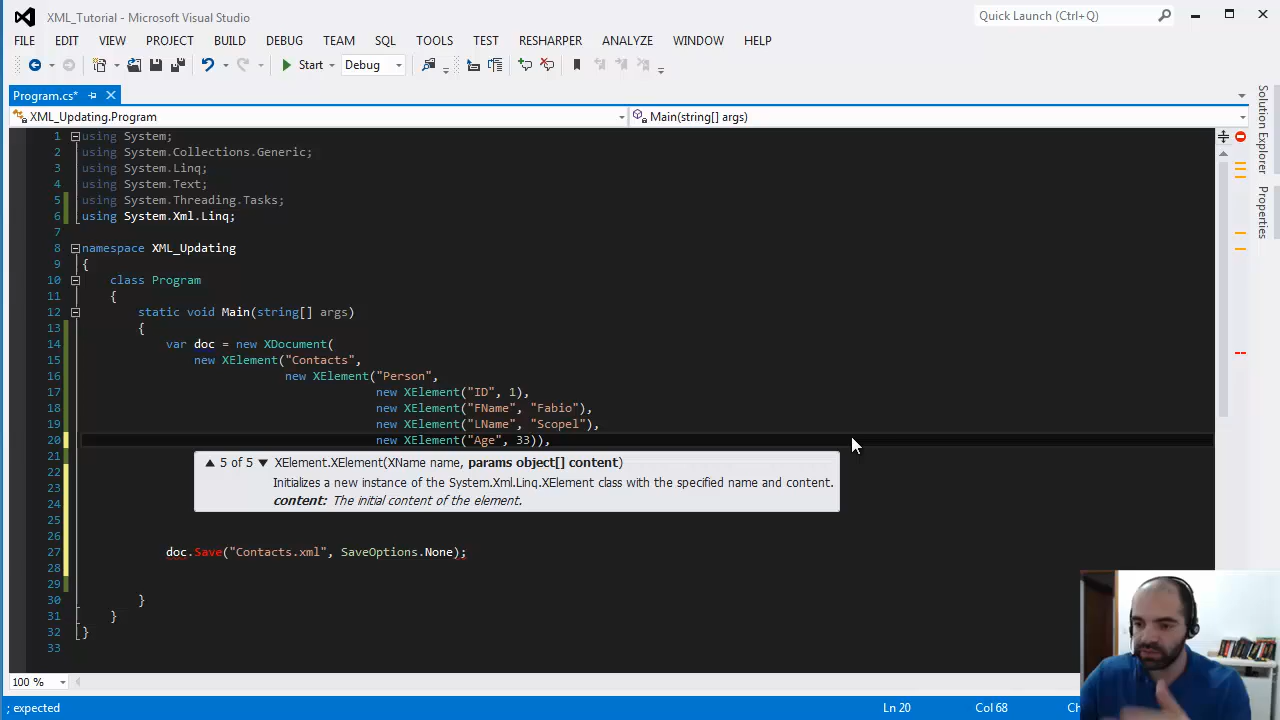 XML_Tutorial - Microsoft Visual Studio
Quick Launch (Ctrl+Q)
FILE EDIT VIEW PROJECT BUILD DEBUG TEAM SQL TOOLS TEST RESHARPER ANALYZE WINDOW HELP
Start Debug
Program.cs*
XML_Updating.Program Main(string[] args)
1 using System;
2 using System.Collections.Generic;
3 using System.Linq;
4 using System.Text;
5 using System.Threading.Tasks;
6 using System.Xml.Linq;
7
8 namespace XML_Updating
9 {
10 class Program
11 {
12 static void Main(string[] args)
13 {
14 var doc = new XDocument(
15 new XElement("Contacts",
16 new XElement("Person",
17 new XElement("ID", 1),
18 new XElement("FName", "Fabio"),
19 new XElement("LName", "Scopel"),
20 new XElement("Age", 33)),
21
22 5 of 5 XElement.XElement(XName name, params object[] content)
23 Initializes a new instance of the System.Xml.Linq.XElement class with the specified name and content.
24 content: The initial content of the element.
25
26
27 doc.Save("Contacts.xml", SaveOptions.None);
28
29
30 }
31 }
32 }
33
100 %
; expected Ln 20 Col 68 Ch
Solution Explorer
Properties